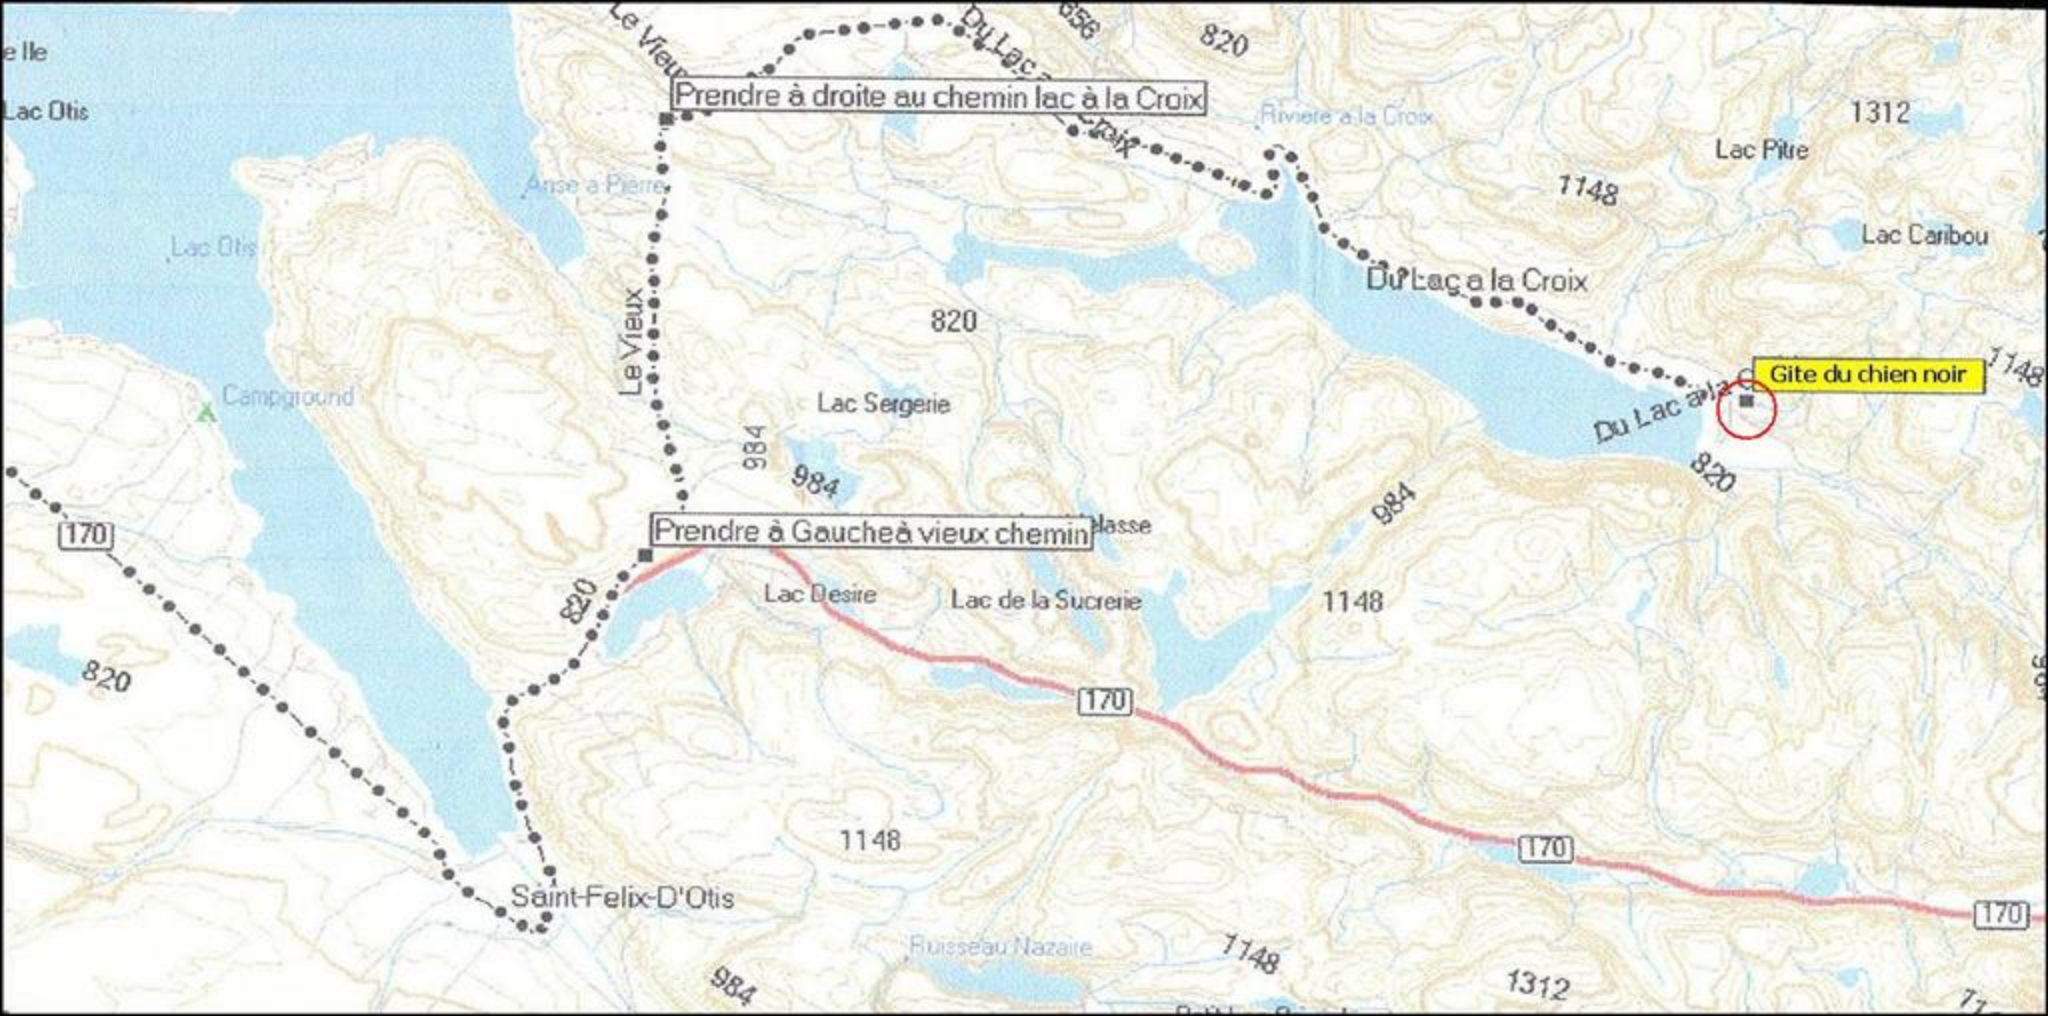 Le Vieux
656
820
Du Lac a
e Ile
Prendre à droite au chemin lac à la Croix
Lac Otis
Croix
Riviere a la Croix
1312
Lac Pitre
Anse a Pierre
1148
Lac Otis
Lac Caribou
Du Lac a la Croix
820
Le Vieux
1148
Gite du chien noir
Campground
Lac Sergerie
Du Lac a la C
984
984
820
984
170
Prendre à Gaucheà vieux chemin
lasse
820
Lac Desire
Lac de la Sucrerie
1148
820
170
1148
170
Saint-Felix-D'Otis
170
Ruisseau Nazaire
1148
984
1312